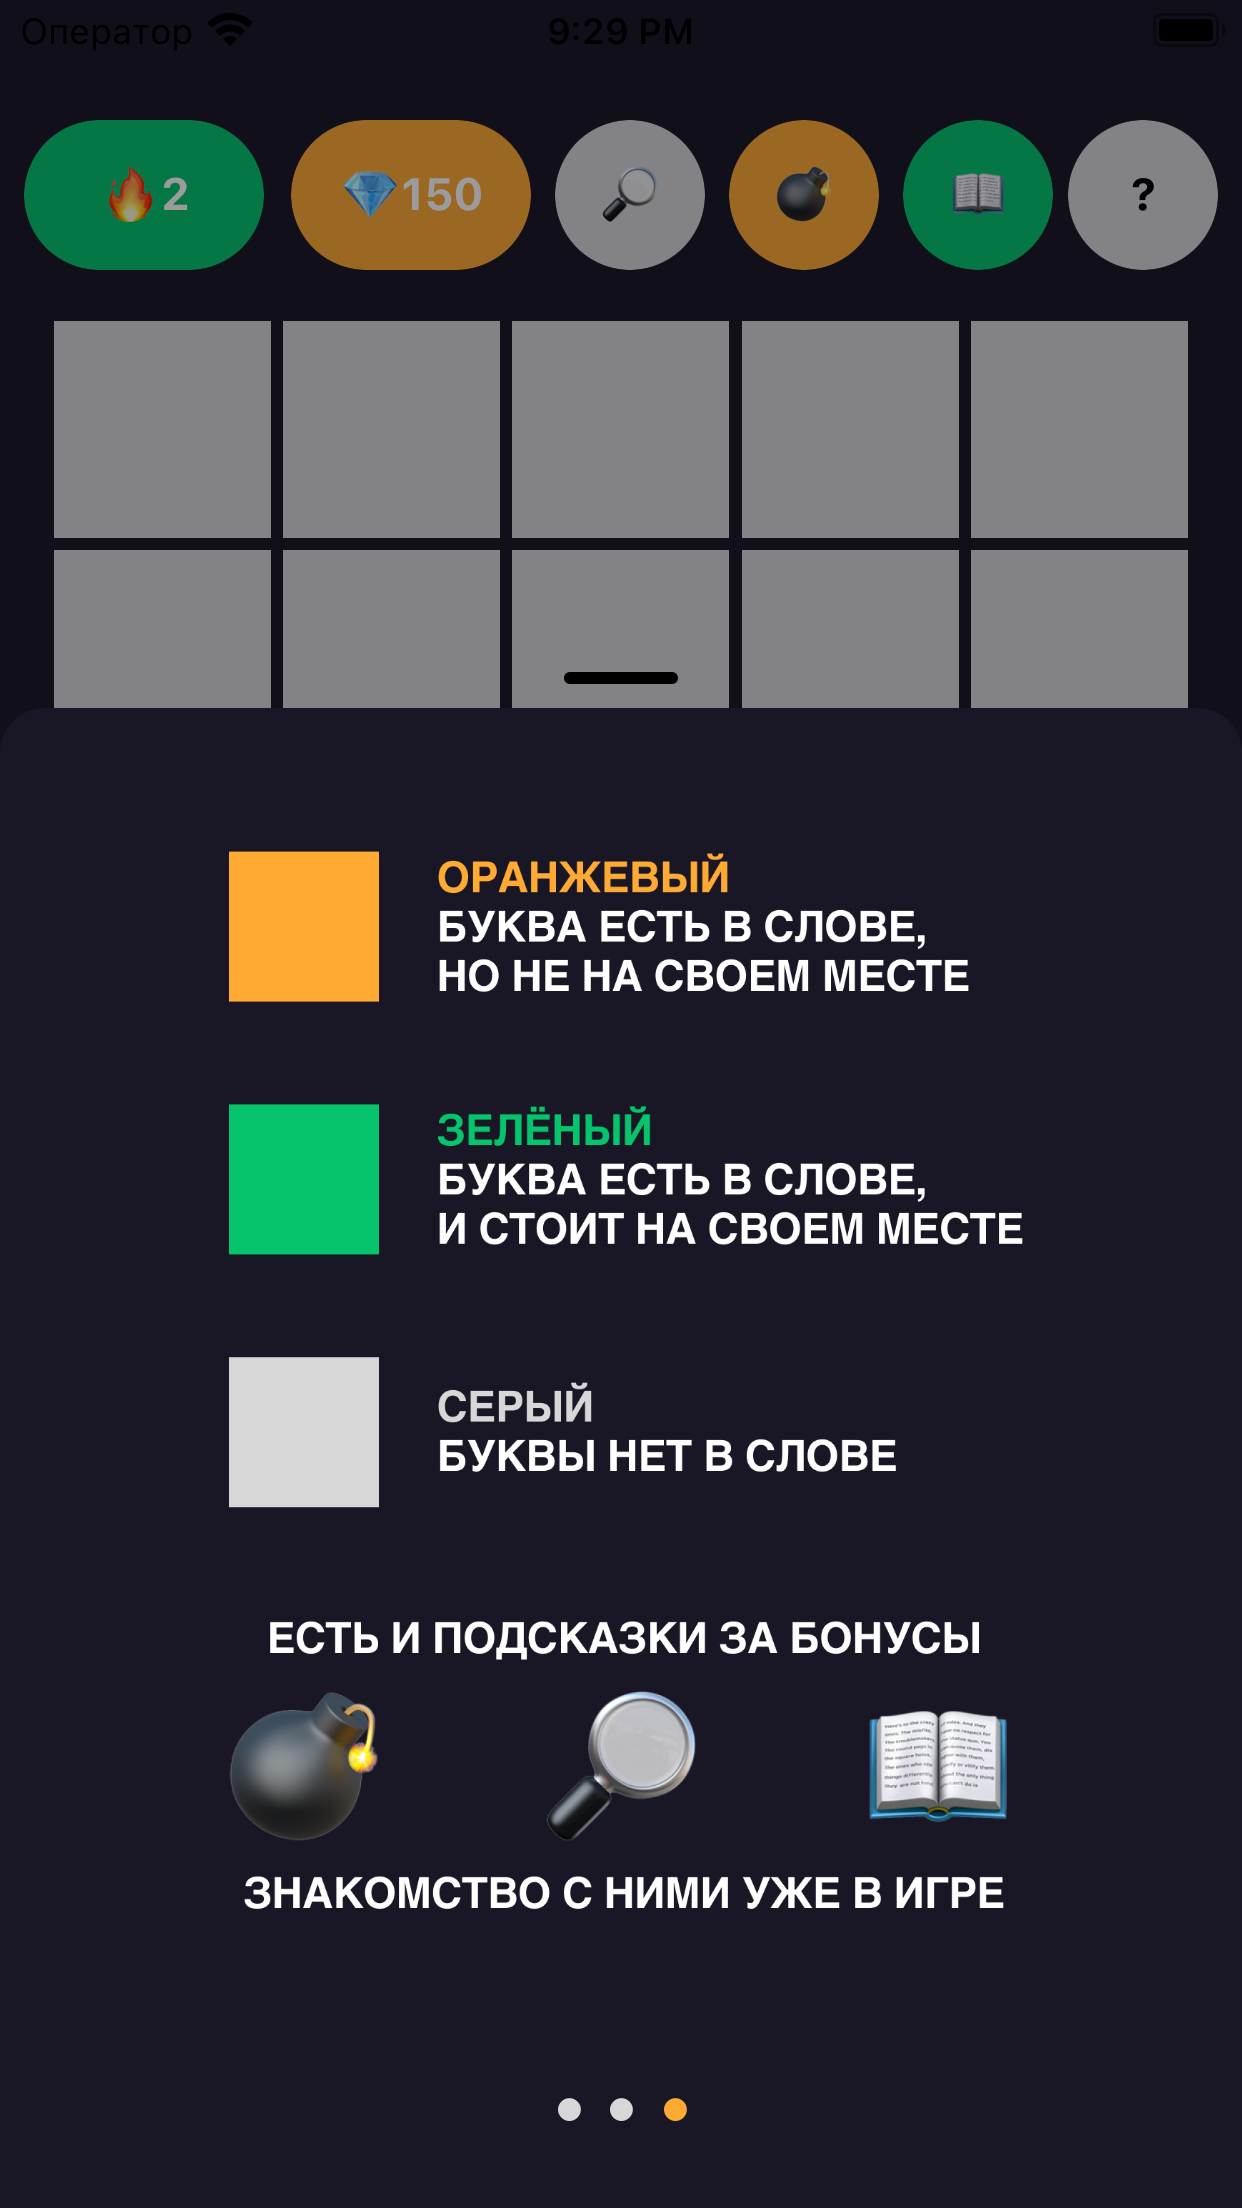 Оператор 9:29 PM
2 150 ?
ОРАНЖЕВЫЙ
БУКВА ЕСТЬ В СЛОВЕ,
НО НЕ НА СВОЕМ МЕСТЕ
ЗЕЛЁНЫЙ
БУКВА ЕСТЬ В СЛОВЕ,
И СТОИТ НА СВОЕМ МЕСТЕ
СЕРЫЙ
БУКВЫ НЕТ В СЛОВЕ
ЕСТЬ И ПОДСКАЗКИ ЗА БОНУСЫ
ЗНАКОМСТВО С НИМИ УЖЕ В ИГРЕ